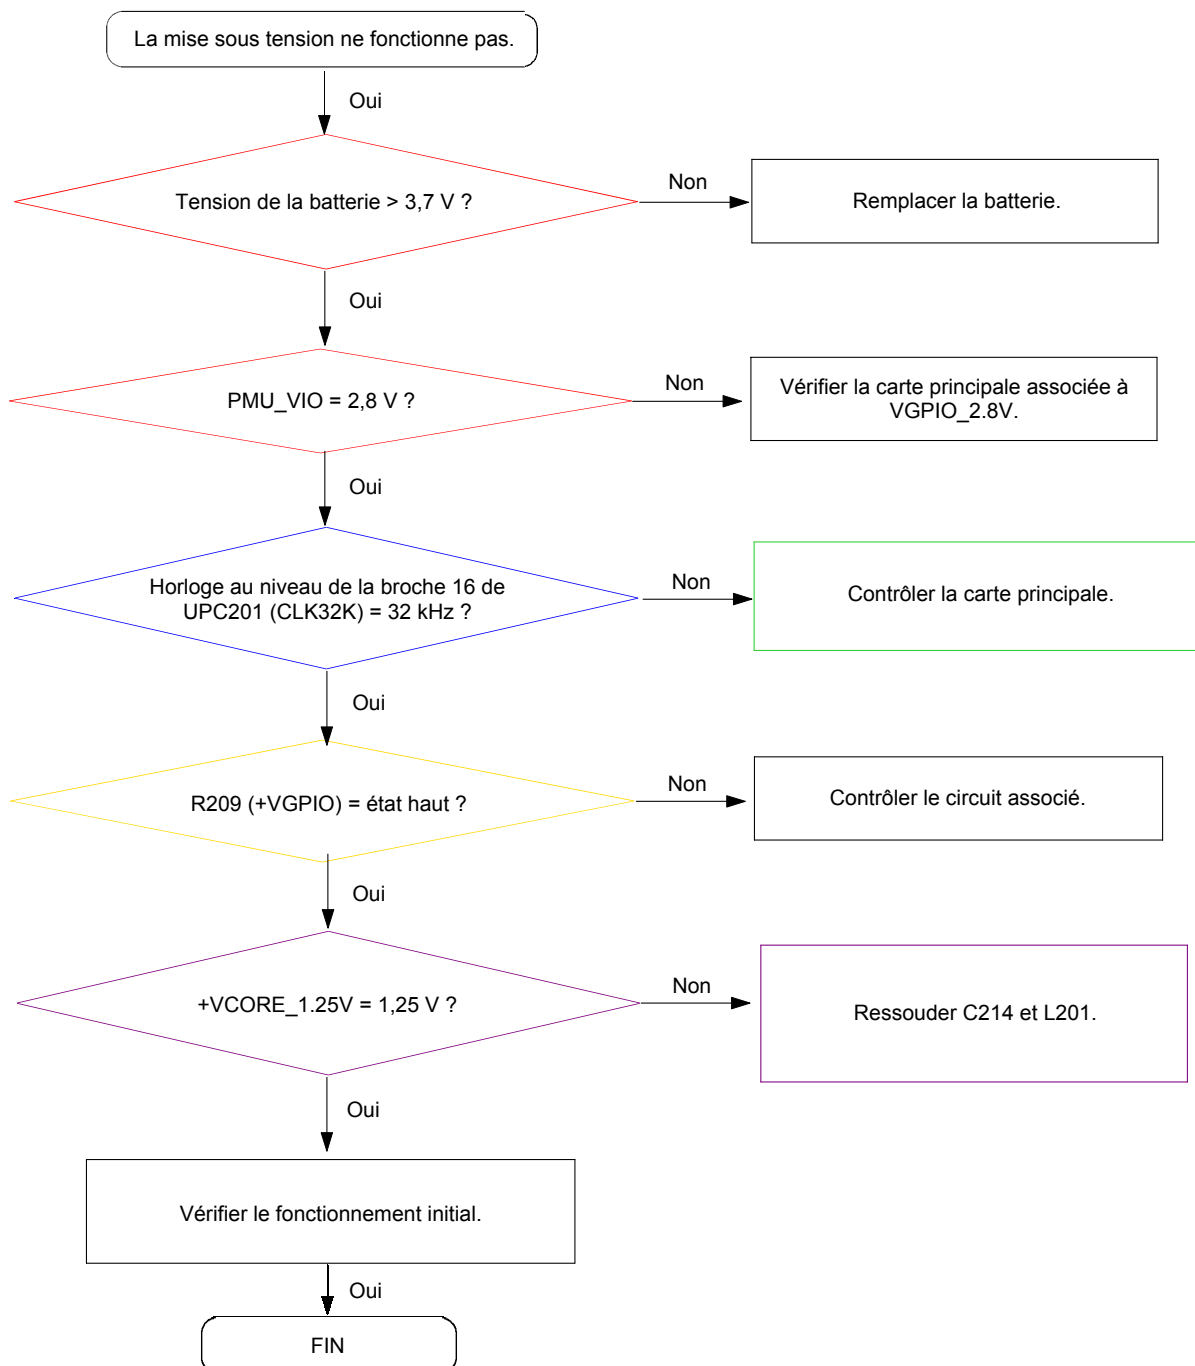 La mise sous tension ne fonctionne pas.
Oui
Tension de la batterie > 3,7 V ?
Non
Remplacer la batterie.
Oui
PMU_VIO = 2,8 V ?
Non
Vérifier la carte principale associée à
VGPIO_2.8V.
Oui
Horloge au niveau de la broche 16 de
UPC201 (CLK32K) = 32 kHz ?
Non
Contrôler la carte principale.
Oui
R209 (+VGPIO) = état haut ?
Non
Contrôler le circuit associé.
Oui
+VCORE_1.25V = 1,25 V ?
Non
Ressouder C214 et L201.
Oui
Vérifier le fonctionnement initial.
Oui
FIN